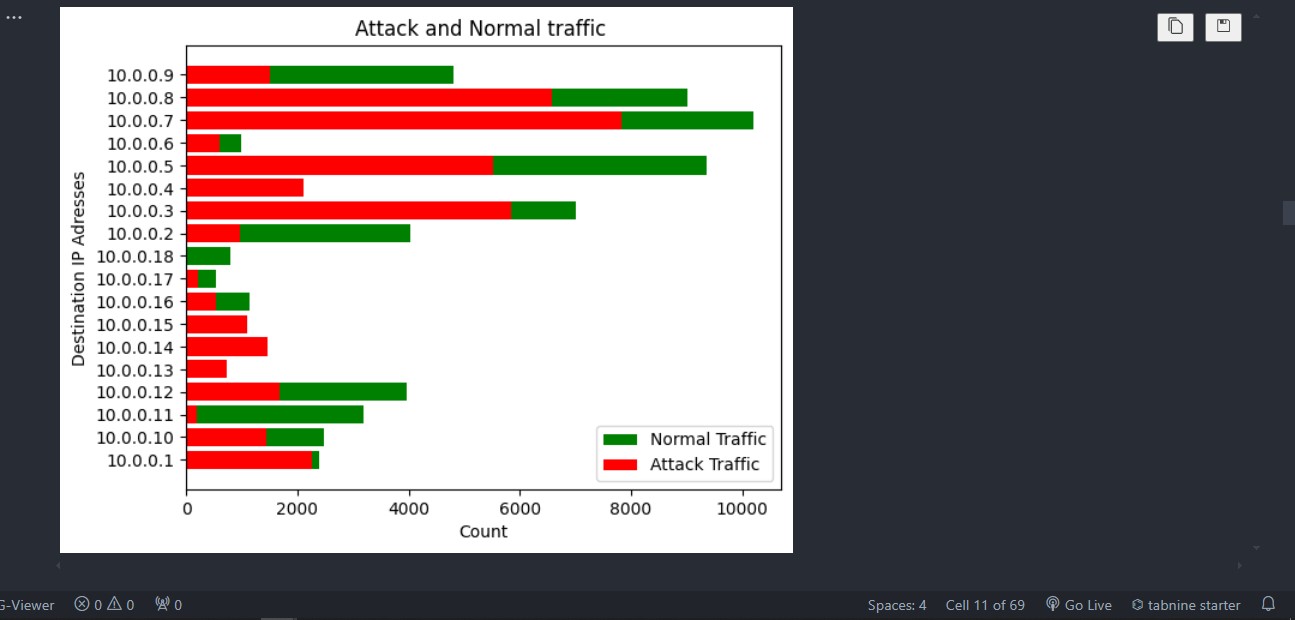 ...
Attack and Normal traffic
Destination IP Adresses
10.0.0.9
10.0.0.8
10.0.0.7
10.0.0.6
10.0.0.5
10.0.0.4
10.0.0.3
10.0.0.2
10.0.0.18
10.0.0.17
10.0.0.16
10.0.0.15
10.0.0.14
10.0.0.13
10.0.0.12
10.0.0.11
10.0.0.10
10.0.0.1
Normal Traffic
Attack Traffic
0 2000 4000 6000 8000 10000
Count
G-Viewer 0 0 0 Spaces: 4 Cell 11 of 69 Go Live tabnine starter